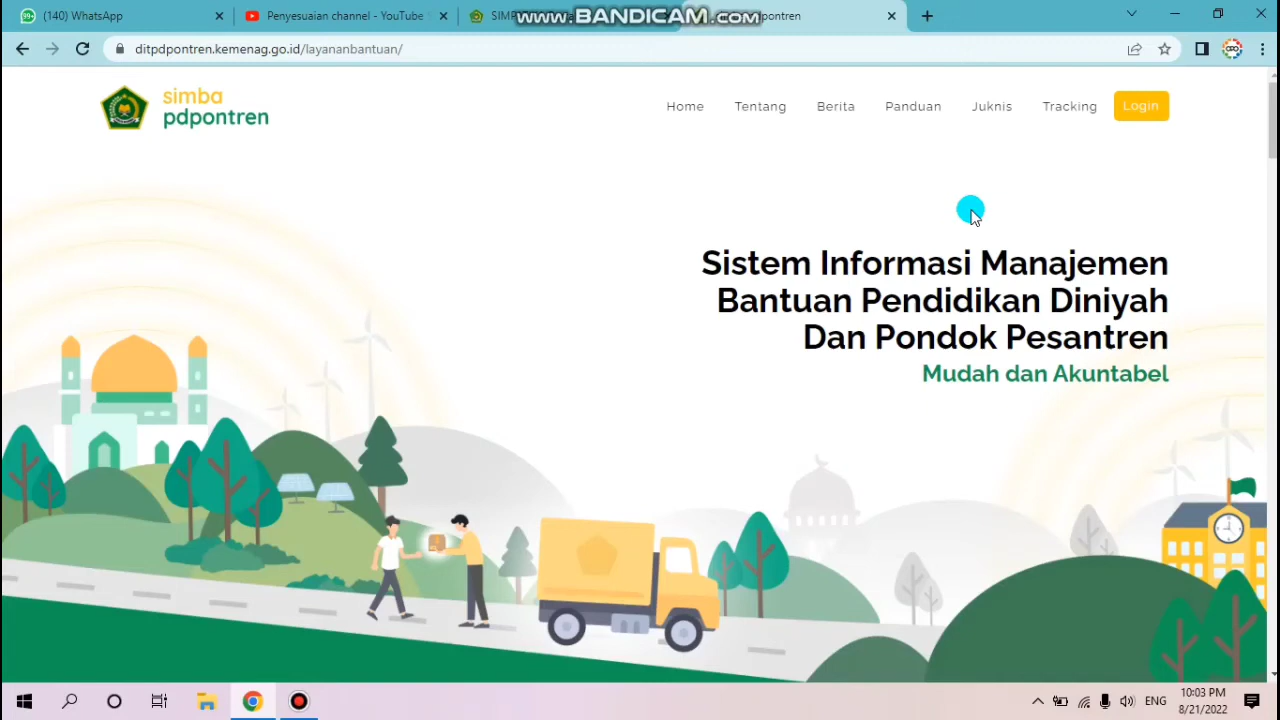 (140) WhatsApp
Penyesuaian channel - YouTube
www.BANDICAM.com
ditpdpontren.kemenag.go.id/layananbantuan/
simba
pdpontren
Home
Tentang
Berita
Panduan
Juknis
Tracking
Login
Sistem Informasi Manajemen
Bantuan Pendidikan Diniyah
Dan Pondok Pesantren
Mudah dan Akuntabel
ENG
10:03 PM
8/21/2022